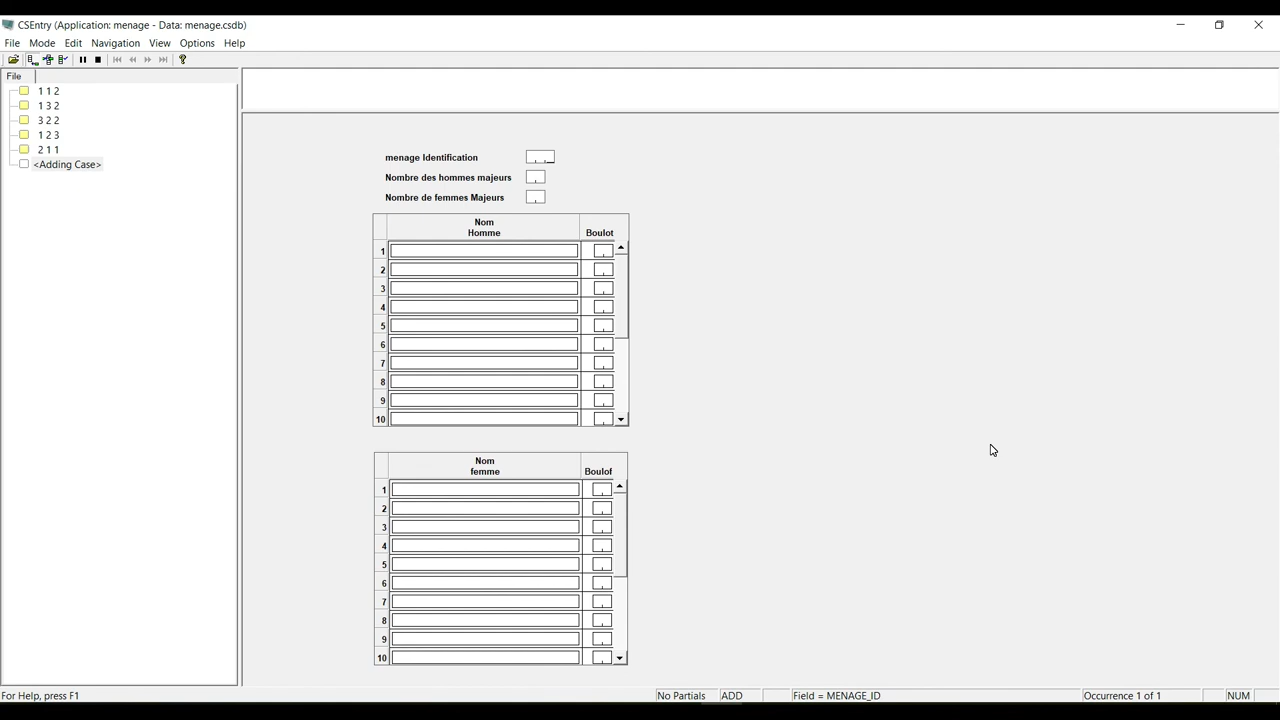 CSEntry (Application: menage - Data: menage.csdb)
File Mode Edit Navigation View Options Help
File
1 1 2
1 3 2
3 2 2
1 2 3
2 1 1
<Adding Case>
menage Identification
Nombre des hommes majeurs
Nombre de femmes Majeurs
Nom
Homme Boulot
1
2
3
4
5
6
7
8
9
10
Nom
femme Boulof
1
2
3
4
5
6
7
8
9
10
For Help, press F1 No Partials ADD Field = MENAGE_ID Occurrence 1 of 1 NUM